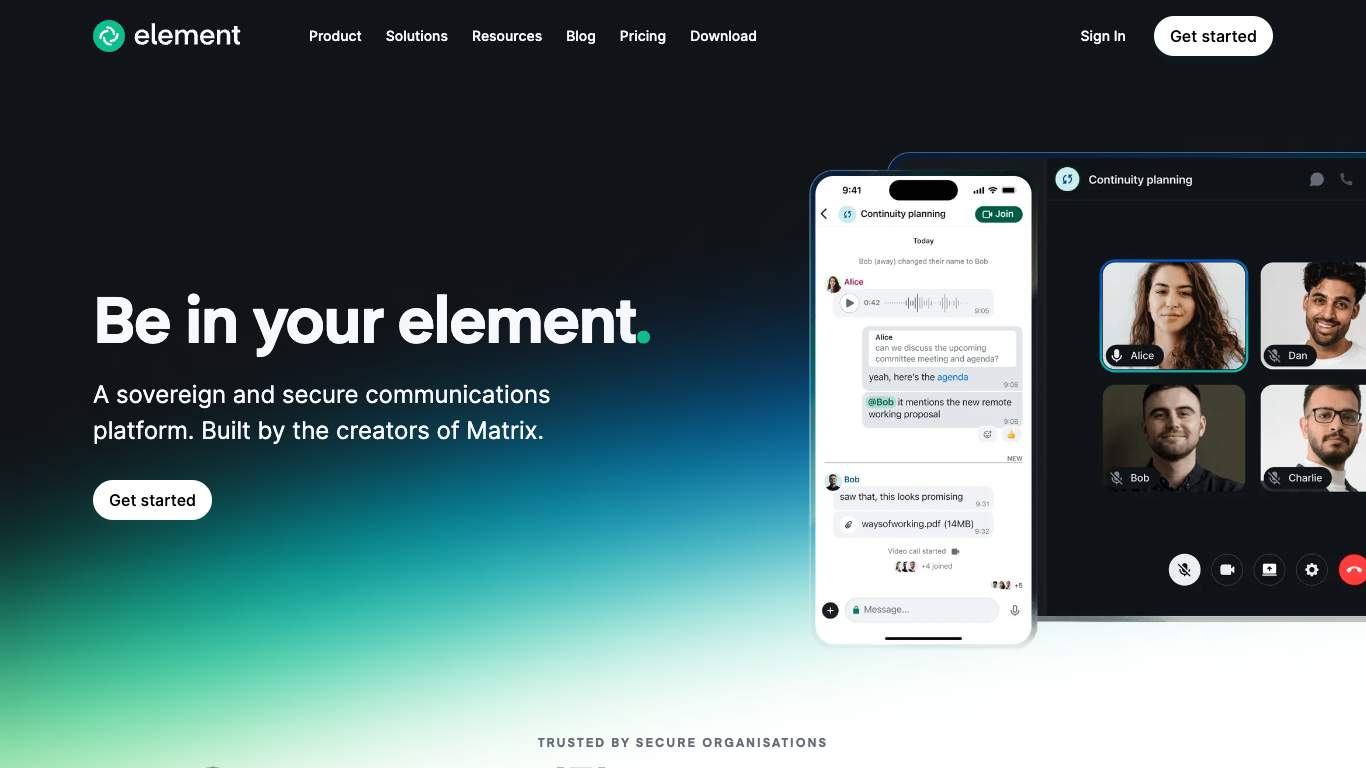 element
Product
Solutions
Resources
Blog
Pricing
Download
Sign In
Get started
Be in your element.
A sovereign and secure communications
platform. Built by the creators of Matrix.
Get started
9:41
Continuity planning
Join
Today
Bob (away) changed their name to Bob
Alice
0:42
9:05
Alice
can we discuss the upcoming
committee meeting and agenda?
yeah, here's the agenda
9:06
@Bob it mentions the new remote
working proposal
9:06
NEW
Bob
saw that, this looks promising
9:31
waysofworking.pdf (14MB)
9:32
Video call started
+4 joined
+5
Message...
Continuity planning
Alice
Dan
Bob
Charlie
TRUSTED BY SECURE ORGANISATIONS